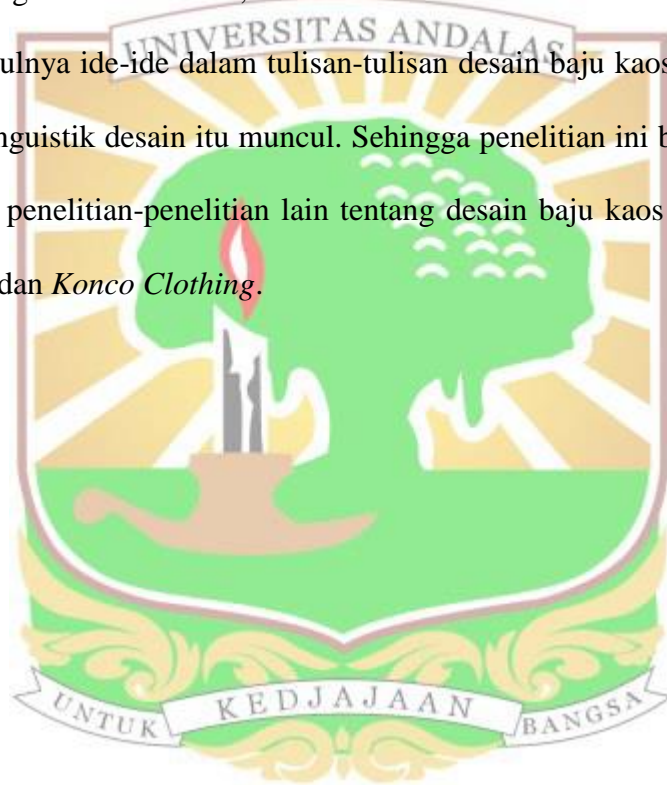 UNIVERSITAS ANDALAS
ulnya ide-ide dalam tulisan-tulisan desain baju kaos
nguistik desain itu muncul. Sehingga penelitian ini b
penelitian-penelitian lain tentang desain baju kaos
dan Konco Clothing.
UNTUK KEDJAJAAN BANGSA